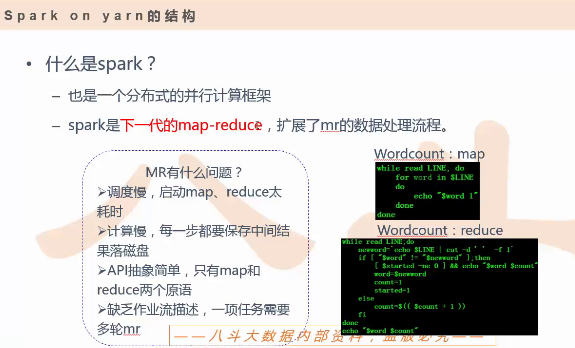 Spark on yarn的结构
• 什么是spark？
– 也是一个分布式的并行计算框架
– spark是下一代的map-reduce，扩展了mr的数据处理流程。
MR有什么问题？
➢调度慢，启动map、reduce太
耗时
➢计算慢，每一步都要保存中间结
果落磁盘
➢API抽象简单，只有map和
reduce两个原语
➢缺乏作业流描述，一项任务需要
多轮mr
Wordcount：map
while read LINE, do
for word in $LINE
do
echo "$word 1"
done
done
Wordcount：reduce
while read LINE,do
newword=`echo $LINE | cut -d ' ' -f 1`
if [ "$word" != "$newword" ];then
[ $started -ne 0 ] && echo "$word $count"
word=$newword
count=1
started=1
else
count=$(( $count + 1 ))
fi
done
echo "$word $count"
——八斗大数据内部资料，盗版必究——